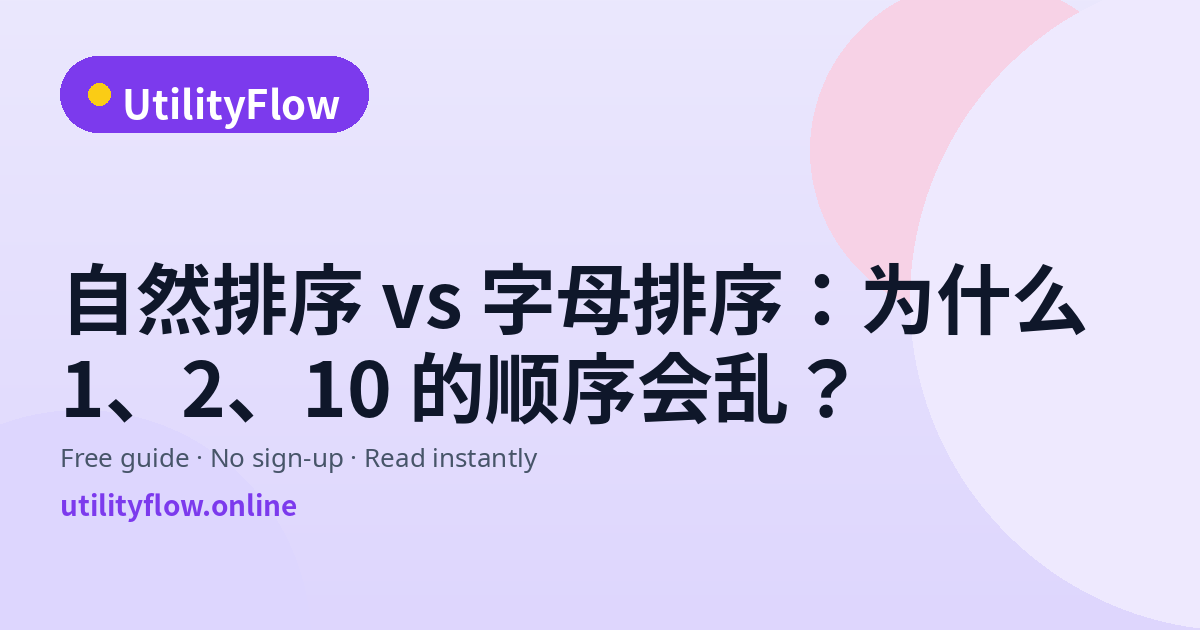 UtilityFlow
自然排序 vs 字母排序：为什么
1、2、10 的顺序会乱？
Free guide · No sign-up · Read instantly
utilityflow.online